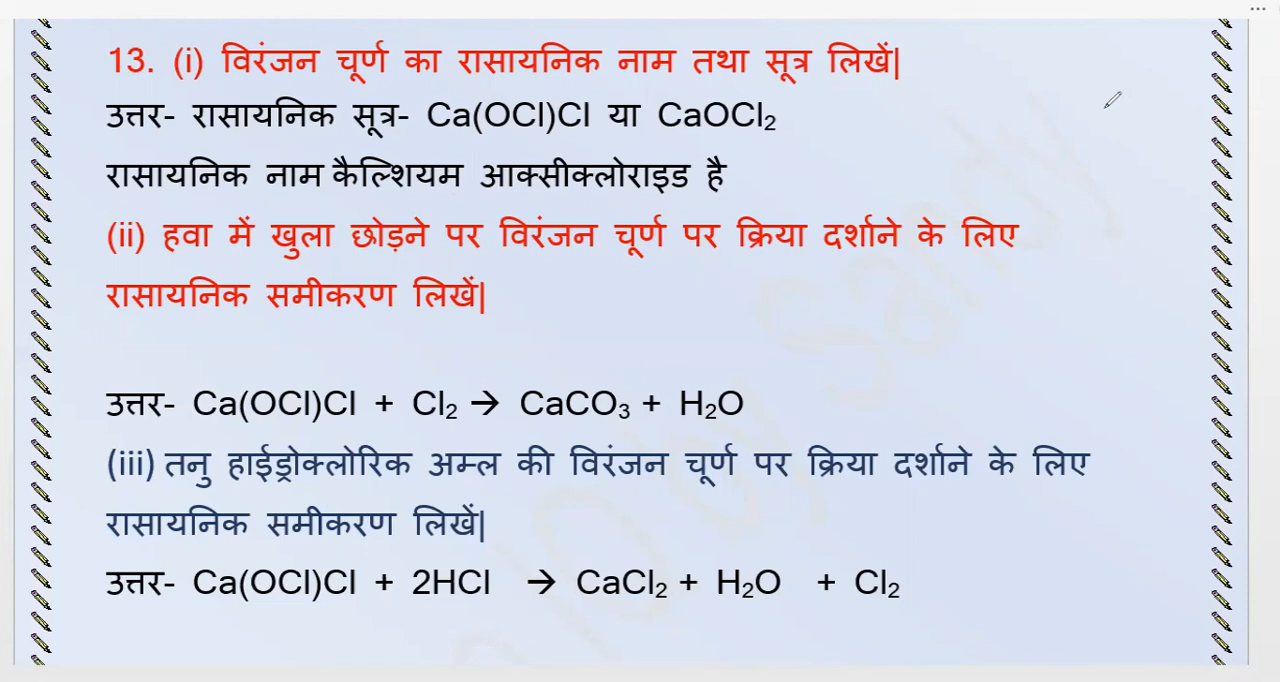 13. (i) विरंजन चूर्ण का रासायनिक नाम तथा सूत्र लिखें|
उत्तर- रासायनिक सूत्र- Ca(OCl)Cl या CaOCl₂
रासायनिक नाम कैल्शियम आक्सीक्लोराइड है
(ii) हवा में खुला छोड़ने पर विरंजन चूर्ण पर क्रिया दर्शाने के लिए
रासायनिक समीकरण लिखें|
उत्तर- Ca(OCl)Cl + Cl₂ → CaCO₃ + H₂O
(iii) तनु हाईड्रोक्लोरिक अम्ल की विरंजन चूर्ण पर क्रिया दर्शाने के लिए
रासायनिक समीकरण लिखें|
उत्तर- Ca(OCl)Cl + 2HCl → CaCl₂ + H₂O + Cl₂